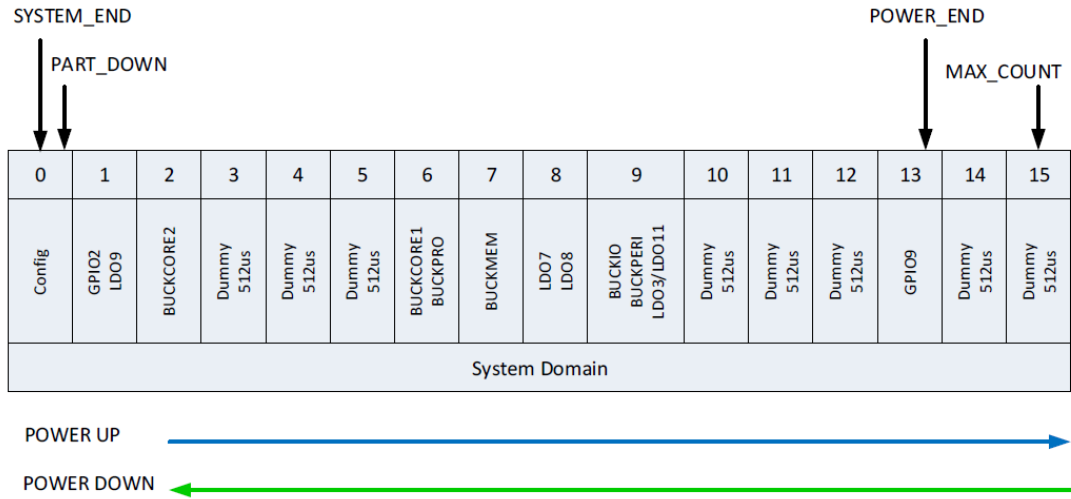 SYSTEM_END
POWER_END
PART_DOWN
MAX_COUNT
0
1
2
3
4
5
6
7
8
9
10
11
12
13
14
15
Config
GPIO2
LDO9
BUCKCORE2
Dummy
512us
Dummy
512us
Dummy
512us
BUCKCORE1
BUCKPRO
BUCKMEM
LDO7
LDO8
BUCKIO
BUCKPERI
LDO3/LDO11
Dummy
512us
Dummy
512us
Dummy
512us
GPIO9
Dummy
512us
Dummy
512us
System Domain
POWER UP
POWER DOWN